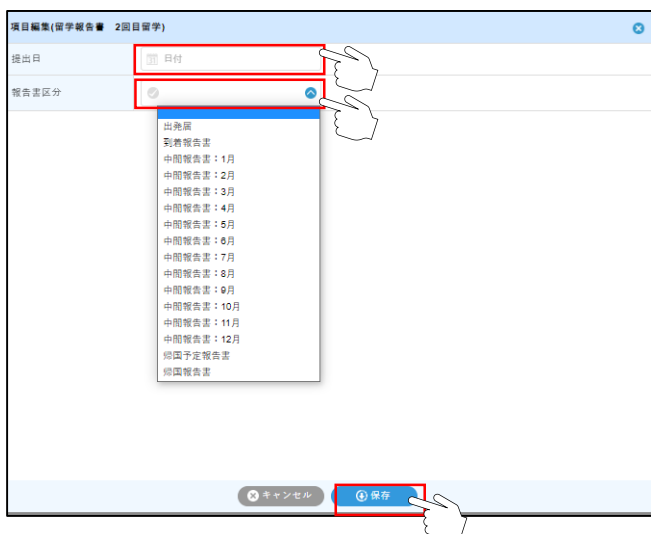 項目編集(留学報告書 2回目留学)
提出日
日付
報告書区分
出発届
到着報告書
中間報告書：1月
中間報告書：2月
中間報告書：3月
中間報告書：4月
中間報告書：5月
中間報告書：6月
中間報告書：7月
中間報告書：8月
中間報告書：9月
中間報告書：10月
中間報告書：11月
中間報告書：12月
帰国予定報告書
帰国報告書
キャンセル
保存